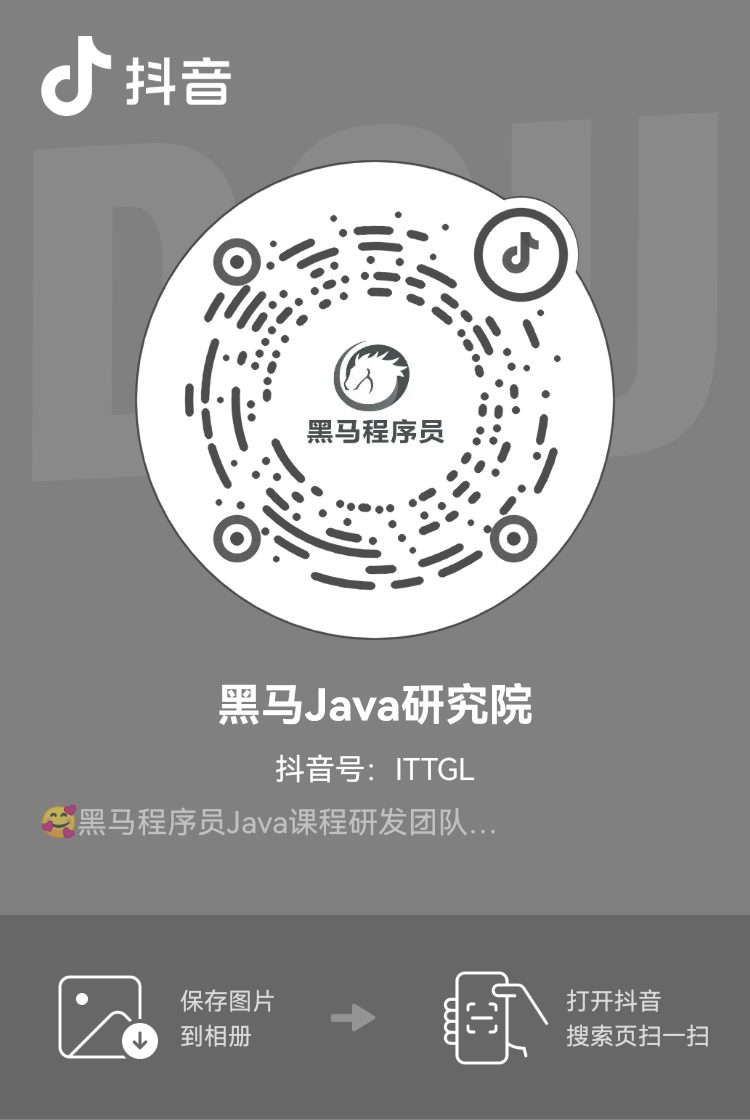 抖音
DOU
黑马程序员
黑马Java研究院
抖音号：ITTGL
🥰黑马程序员Java课程研发团队...
保存图片
到相册
打开抖音
搜索页扫一扫